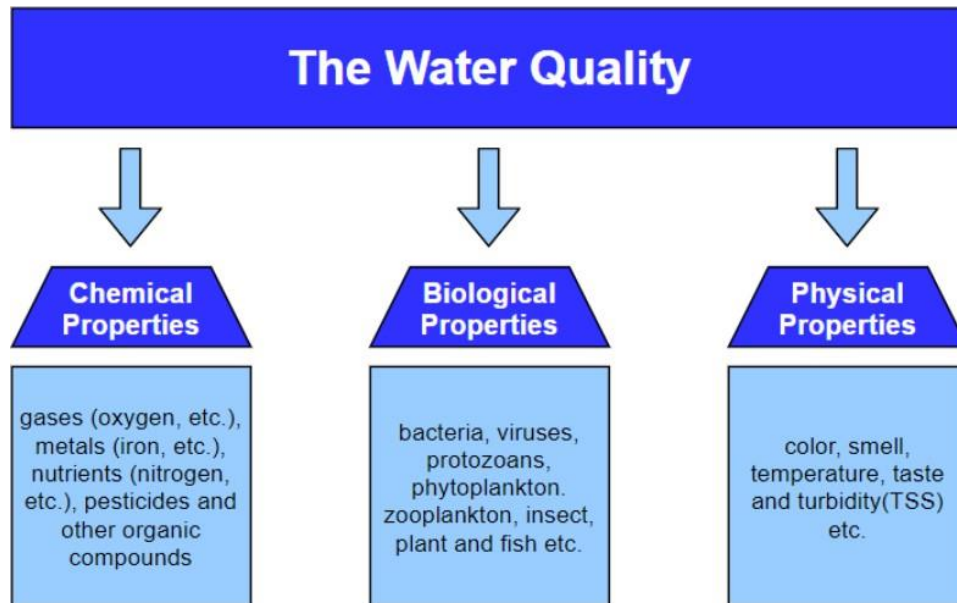 The Water Quality
Chemical
Properties
gases (oxygen, etc.),
metals (iron, etc.),
nutrients (nitrogen,
etc.), pesticides and
other organic
compounds
Biological
Properties
bacteria, viruses,
protozoans,
phytoplankton.
zooplankton, insect,
plant and fish etc.
Physical
Properties
color, smell,
temperature, taste
and turbidity(TSS)
etc.